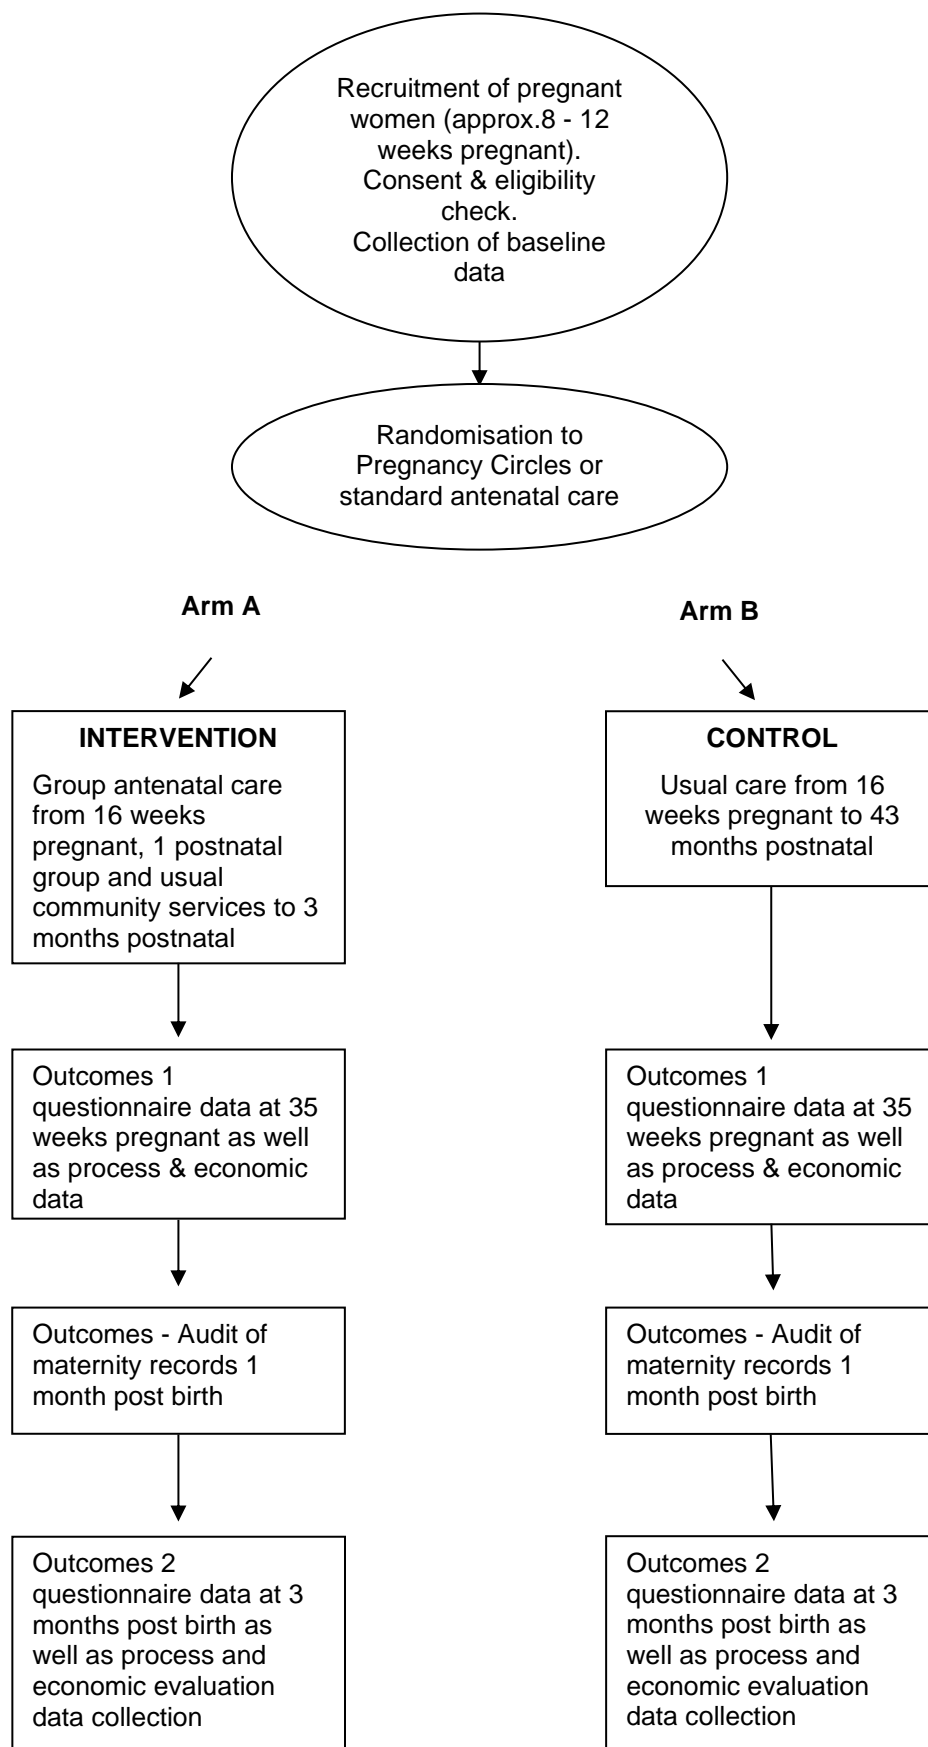 Recruitment of pregnant
women (approx.8 - 12
weeks pregnant).
Consent & eligibility
check.
Collection of baseline
data
Randomisation to
Pregnancy Circles or
standard antenatal care
Arm A
Arm B
INTERVENTION
Group antenatal care
from 16 weeks
pregnant, 1 postnatal
group and usual
community services to 3
months postnatal
CONTROL
Usual care from 16
weeks pregnant to 43
months postnatal
Outcomes 1
questionnaire data at 35
weeks pregnant as well
as process & economic
data
Outcomes 1
questionnaire data at 35
weeks pregnant as well
as process & economic
data
Outcomes - Audit of
maternity records 1
month post birth
Outcomes - Audit of
maternity records 1
month post birth
Outcomes 2
questionnaire data at 3
months post birth as
well as process and
economic evaluation
data collection
Outcomes 2
questionnaire data at 3
months post birth as
well as process and
economic evaluation
data collection